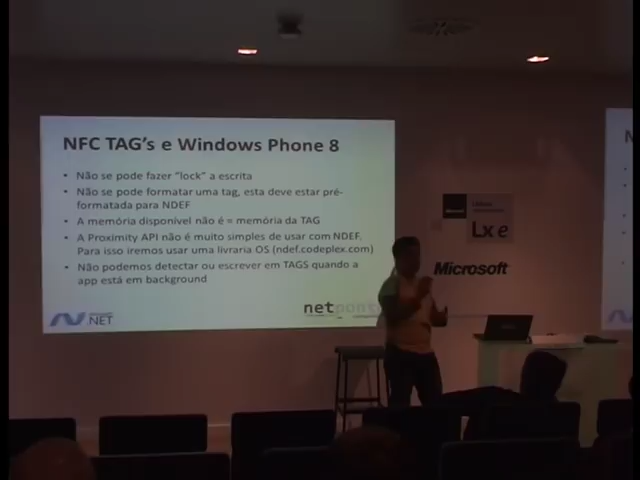 NFC TAG's e Windows Phone 8
• Não se pode fazer "lock" a escrita
• Não se pode formatar uma tag, esta deve estar pré-
formatada para NDEF
• A memória disponível não é = memória da TAG
• A Proximity API não é muito simples de usar com NDEF.
Para isso iremos usar uma livraria OS (ndef.codeplex.com)
• Não podemos detectar ou escrever em TAGS quando a
app está em background
.NET
netponto
Lx e
Microsoft